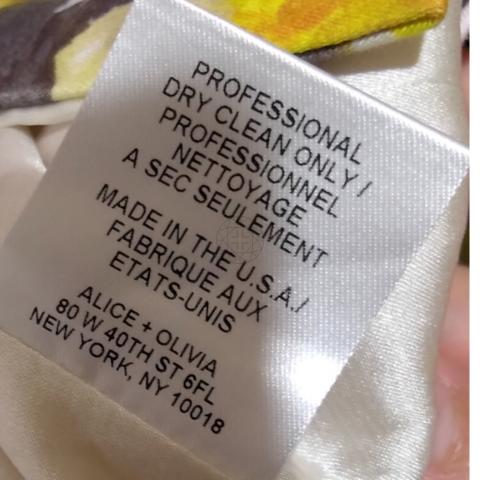 PROFESSIONAL
DRY CLEAN ONLY /
PROFESSIONNEL
NETTOYAGE
A SEC SEULEMENT
MADE IN THE U.S.A./
FABRIQUE AUX
ETATS-UNIS
ALICE + OLIVIA
80 W 40TH ST 6FL
NEW YORK, NY 10018